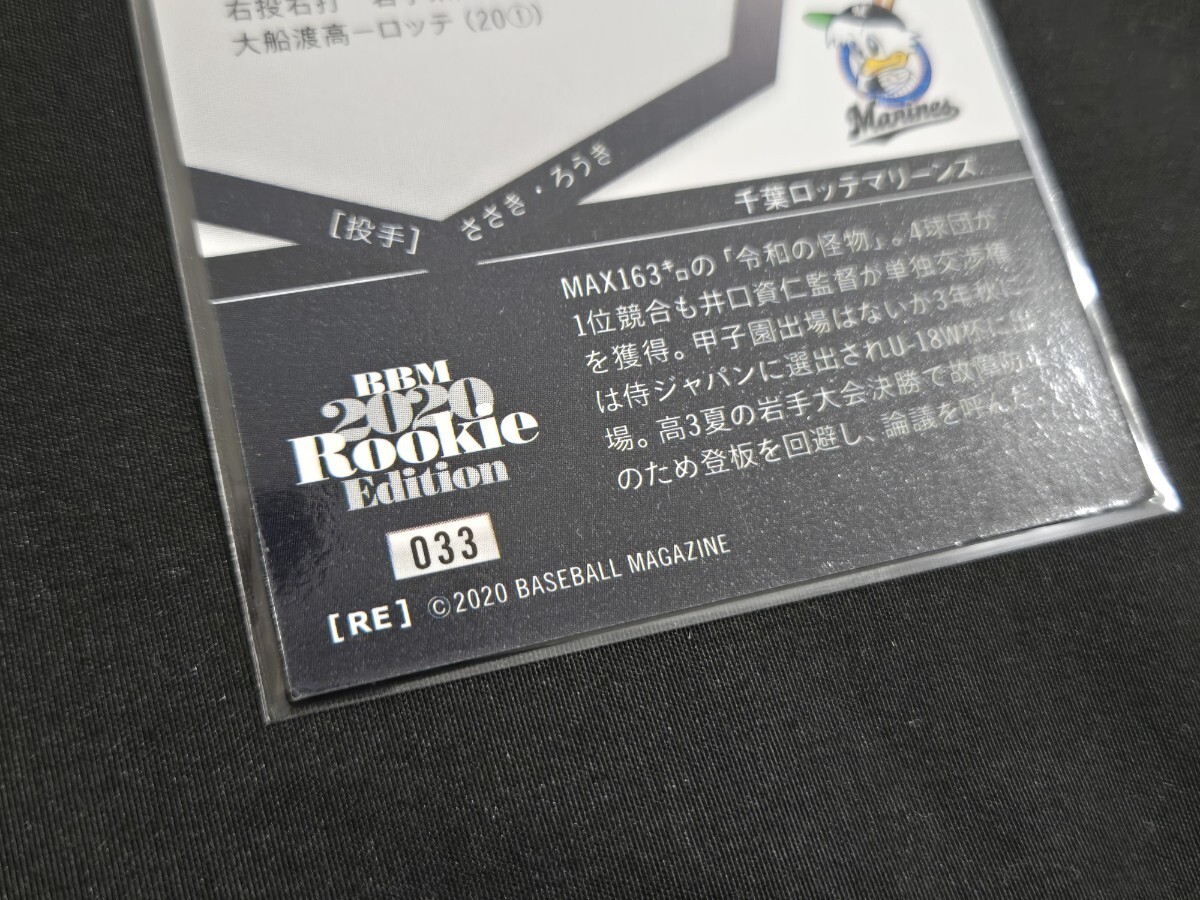 右投右打
大船渡高ーロッテ (20①)
Marines
[投手]
ささき・ろうき
千葉ロッテマリーンズ
MAX163㌔の「令和の怪物」。4球団が
1位競合も井口資仁監督が単独交渉権
を獲得。甲子園出場はないが3年秋に
は侍ジャパンに選出されU-18W杯に
場。高3夏の岩手大会決勝で故障防
のため登板を回避し、論議を呼んだ
BBM
2020
Rookie
Edition
033
[RE] ©2020 BASEBALL MAGAZINE